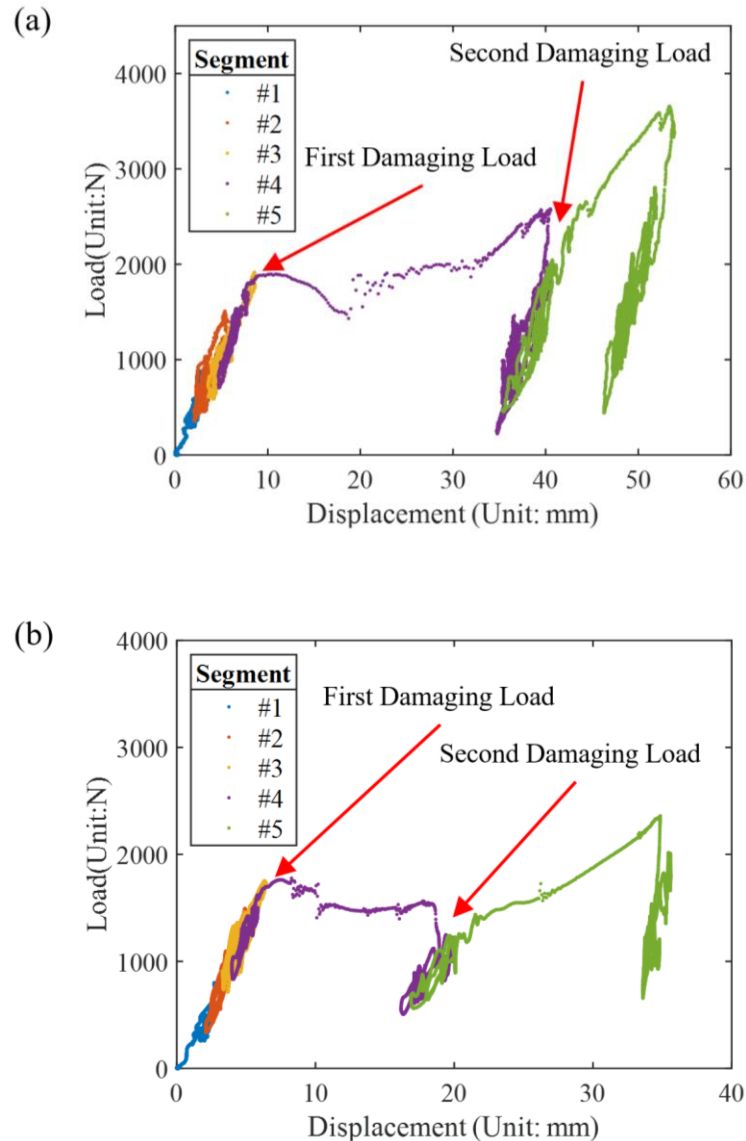 (a)
Segment
#1
#2
#3
#4
#5
First Damaging Load
Second Damaging Load
Load(Unit:N)
4000
3000
2000
1000
0
0 10 20 30 40 50 60
Displacement (Unit: mm)
(b)
Segment
#1
#2
#3
#4
#5
First Damaging Load
Second Damaging Load
Load(Unit:N)
4000
3000
2000
1000
0
0 10 20 30 40
Displacement (Unit: mm)